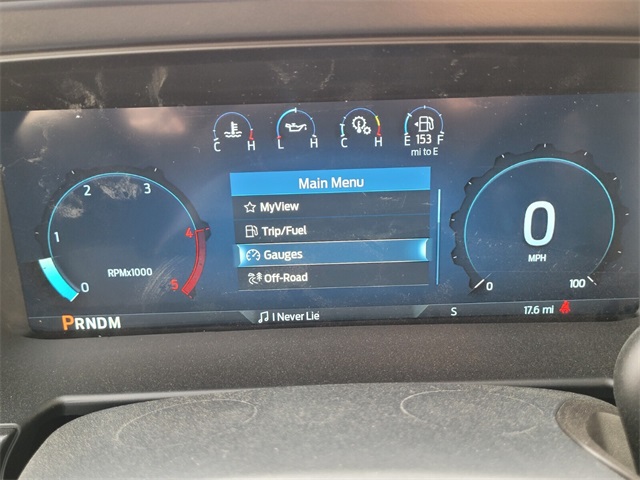 C H
L H
C H
E 153 F
mi to E
Main Menu
MyView
Trip/Fuel
Gauges
Off-Road
0 1 2 3 4 5
RPMx1000
0
MPH
0 100
PRNDM
I Never Lie
S
17.6 mi